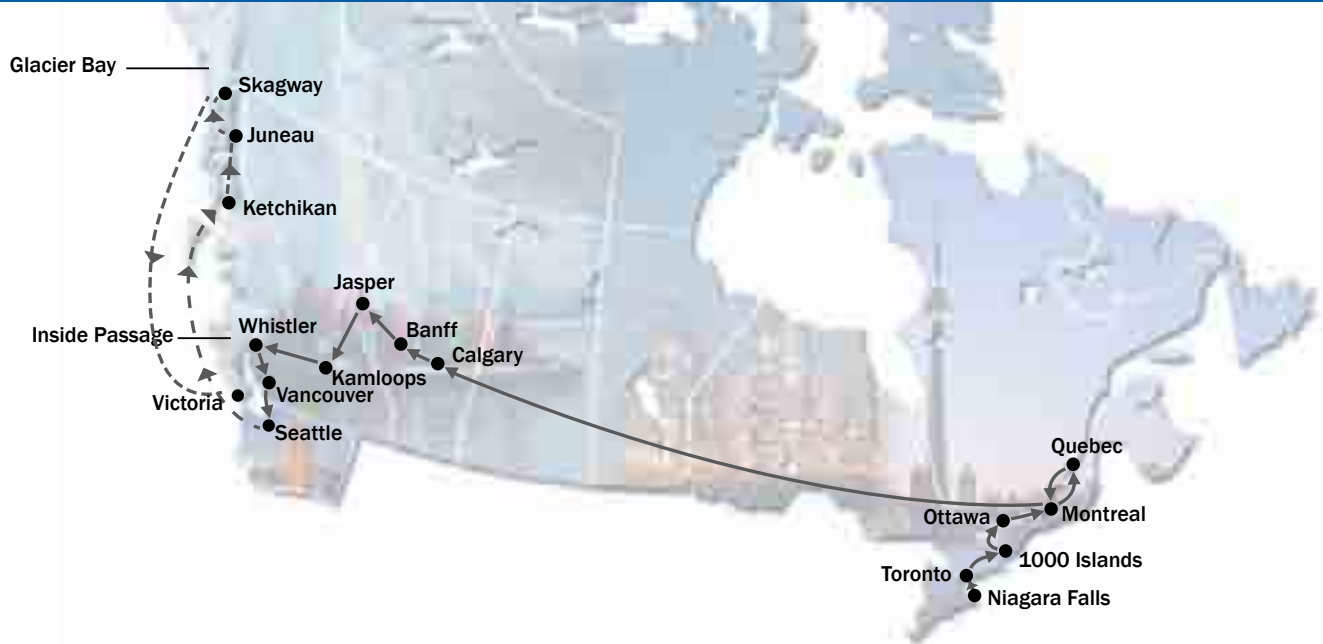 Glacier Bay
Skagway
Juneau
Ketchikan
Jasper
Inside Passage
Whistler
Banff
Calgary
Kamloops
Vancouver
Victoria
Seattle
Quebec
Ottawa
Montreal
1000 Islands
Toronto
Niagara Falls